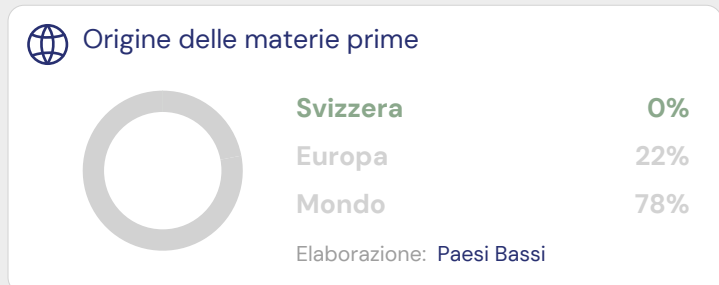 Origine delle materie prime
Svizzera 0%
Europa 22%
Mondo 78%
Elaborazione: Paesi Bassi